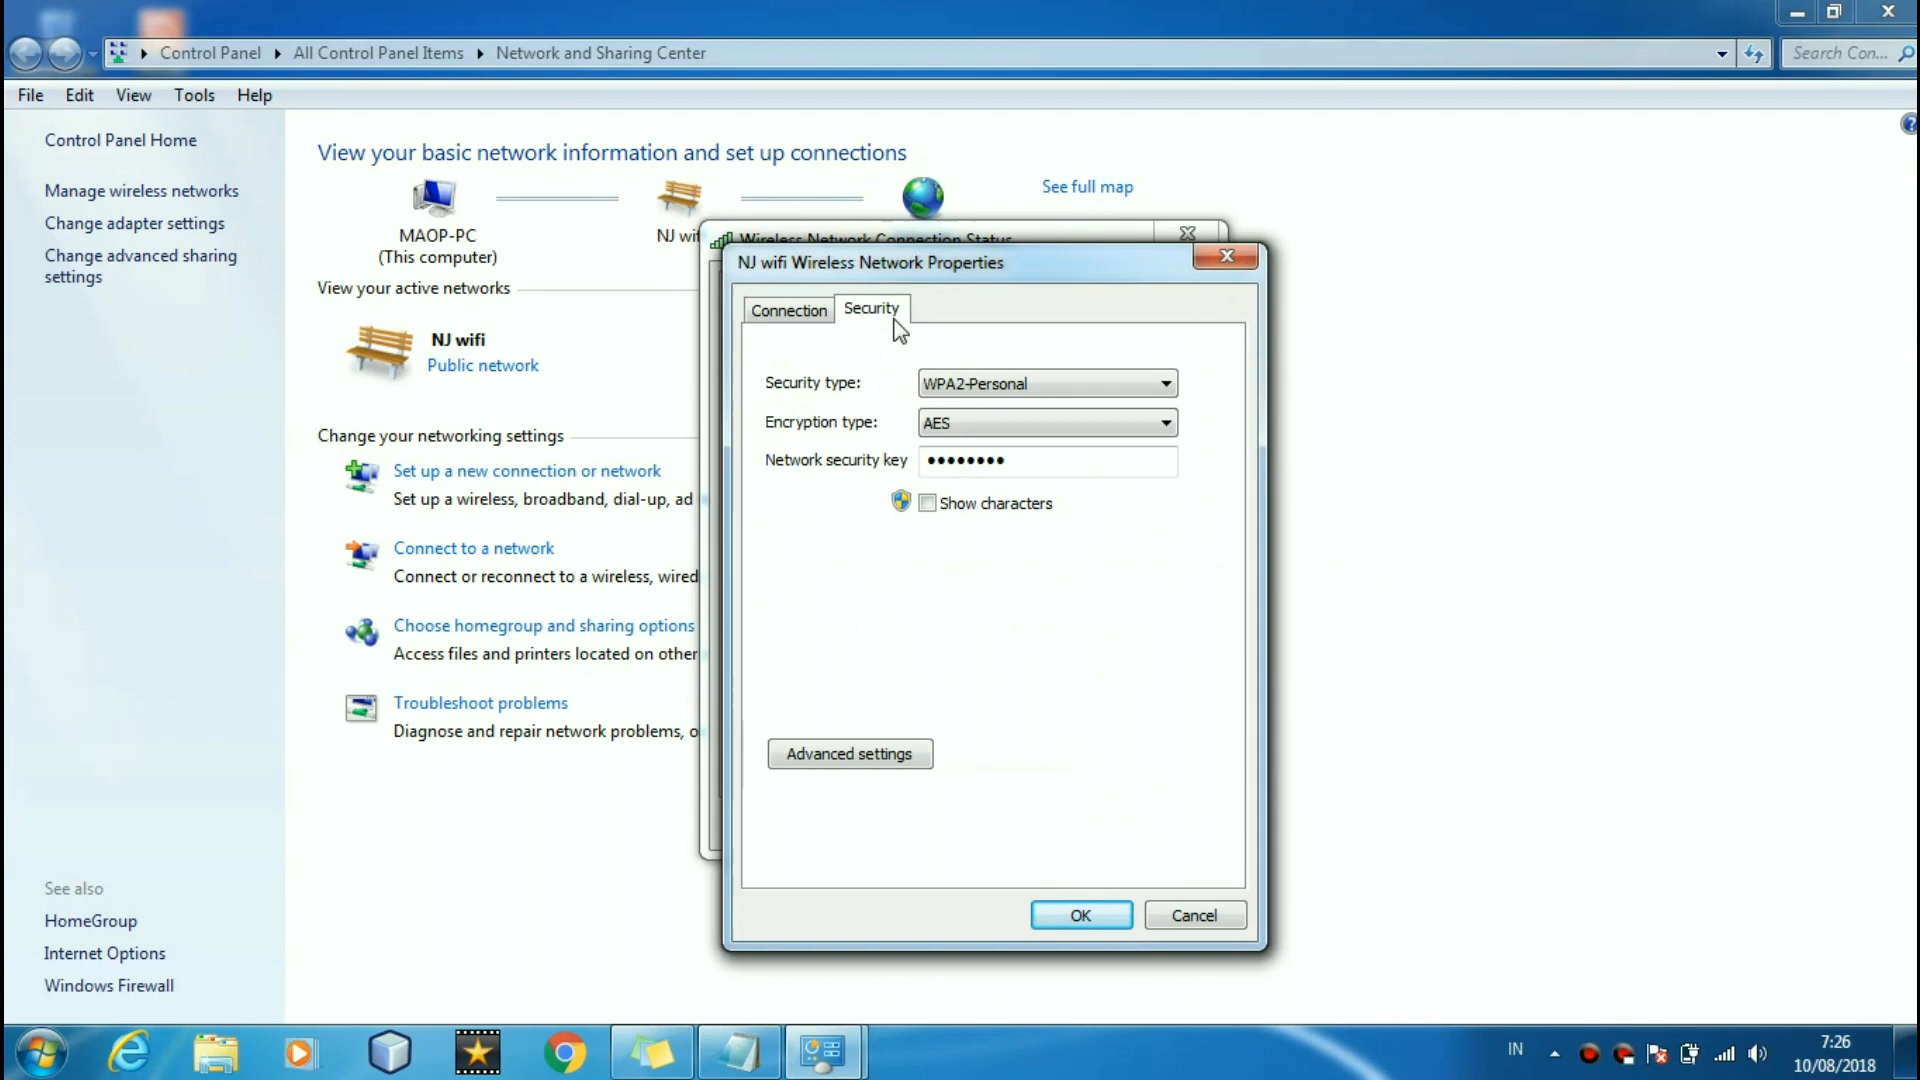 Control Panel
All Control Panel Items
Network and Sharing Center
Search Con...
File Edit View Tools Help
Control Panel Home
Manage wireless networks
Change adapter settings
Change advanced sharing
settings
See also
HomeGroup
Internet Options
Windows Firewall
View your basic network information and set up connections
See full map
MAOP-PC
(This computer)
NJ wif
View your active networks
NJ wifi
Public network
Change your networking settings
Set up a new connection or network
Set up a wireless, broadband, dial-up, ad
Connect to a network
Connect or reconnect to a wireless, wired
Choose homegroup and sharing options
Access files and printers located on other
Troubleshoot problems
Diagnose and repair network problems, o
Wireless Network Connection Status
NJ wifi Wireless Network Properties
Connection Security
Security type: WPA2-Personal
Encryption type: AES
Network security key ••••••••
Show characters
Advanced settings
OK Cancel
IN
7:26
10/08/2018